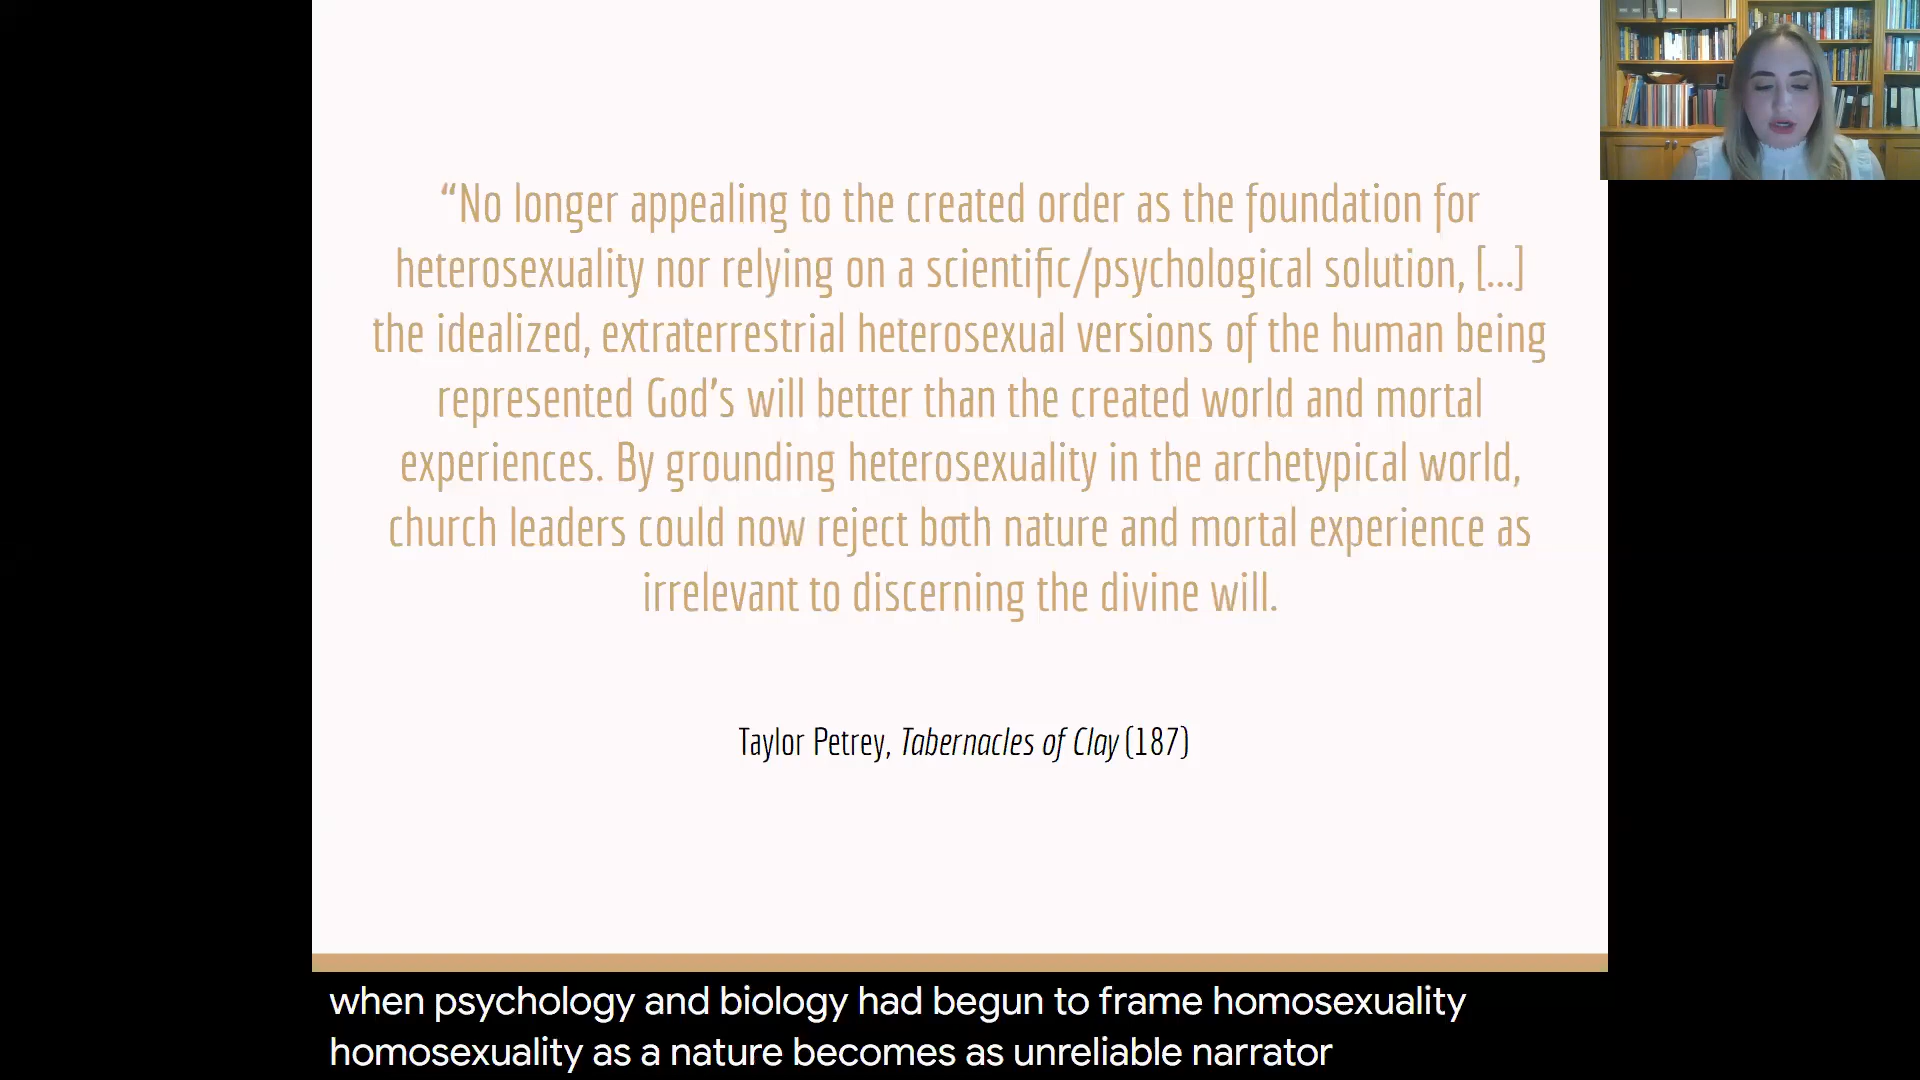 “No longer appealing to the created order as the foundation for
heterosexuality nor relying on a scientific/psychological solution, [...]
the idealized, extraterrestrial heterosexual versions of the human being
represented God’s will better than the created world and mortal
experiences. By grounding heterosexuality in the archetypical world,
church leaders could now reject both nature and mortal experience as
irrelevant to discerning the divine will.
Taylor Petrey, Tabernacles of Clay (187)
when psychology and biology had begun to frame homosexuality
homosexuality as a nature becomes as unreliable narrator